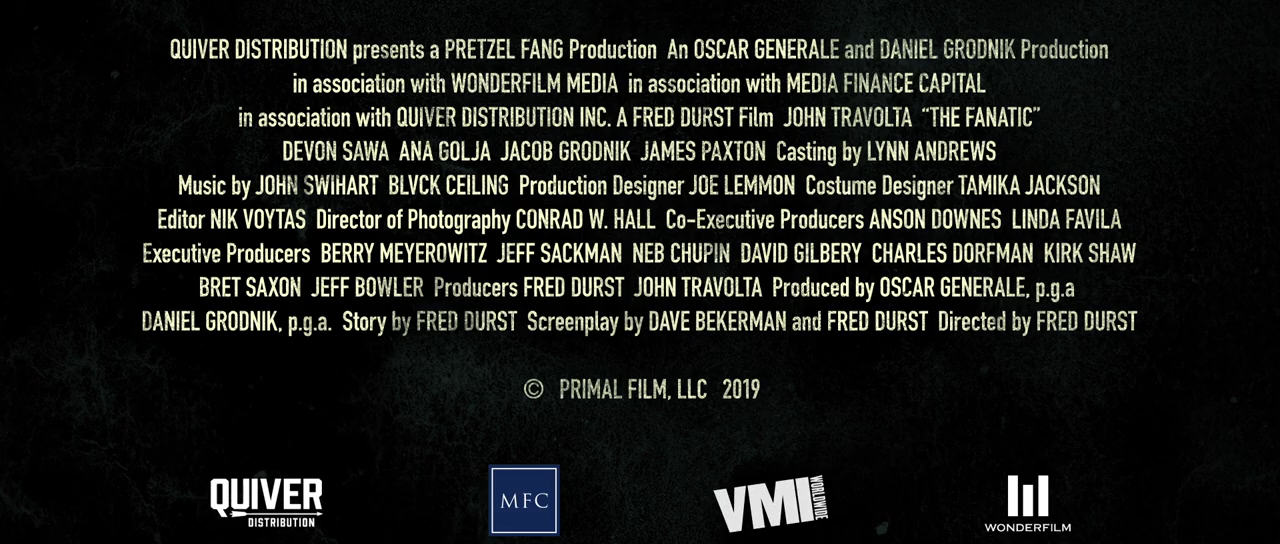 QUIVER DISTRIBUTION presents a PRETZEL FANG Production An OSCAR GENERALE and DANIEL GRODNIK Production
in association with WONDERFILM MEDIA in association with MEDIA FINANCE CAPITAL
in association with QUIVER DISTRIBUTION INC. A FRED DURST Film JOHN TRAVOLTA “THE FANATIC”
DEVON SAWA ANA GOLJA JACOB GRODNIK JAMES PAXTON Casting by LYNN ANDREWS
Music by JOHN SWIHART BLVCK CEILING Production Designer JOE LEMMON Costume Designer TAMIKA JACKSON
Editor NIK VOYTAS Director of Photography CONRAD W. HALL Co-Executive Producers ANSON DOWNES LINDA FAVILA
Executive Producers BERRY MEYEROWITZ JEFF SACKMAN NEB CHUPIN DAVID GILBERY CHARLES DORFMAN KIRK SHAW
BRET SAXON JEFF BOWLER Producers FRED DURST JOHN TRAVOLTA Produced by OSCAR GENERALE, p.g.a
DANIEL GRODNIK, p.g.a. Story by FRED DURST Screenplay by DAVE BEKERMAN and FRED DURST Directed by FRED DURST
© PRIMAL FILM, LLC 2019
QUIVER DISTRIBUTION
MFC
VMI WORLDWIDE
WONDERFILM